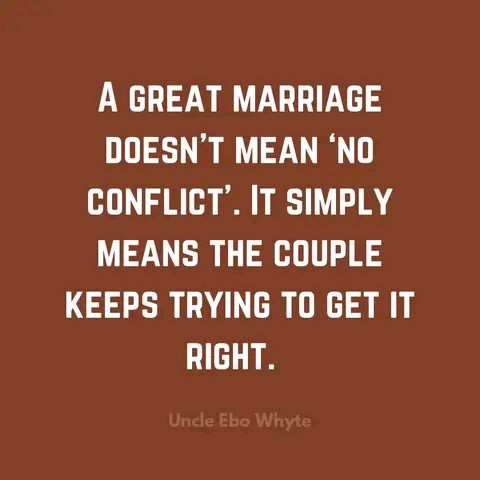 A GREAT MARRIAGE
DOESN’T MEAN ‘NO
CONFLICT’. IT SIMPLY
MEANS THE COUPLE
KEEPS TRYING TO GET IT
RIGHT.
Uncle Ebo Whyte